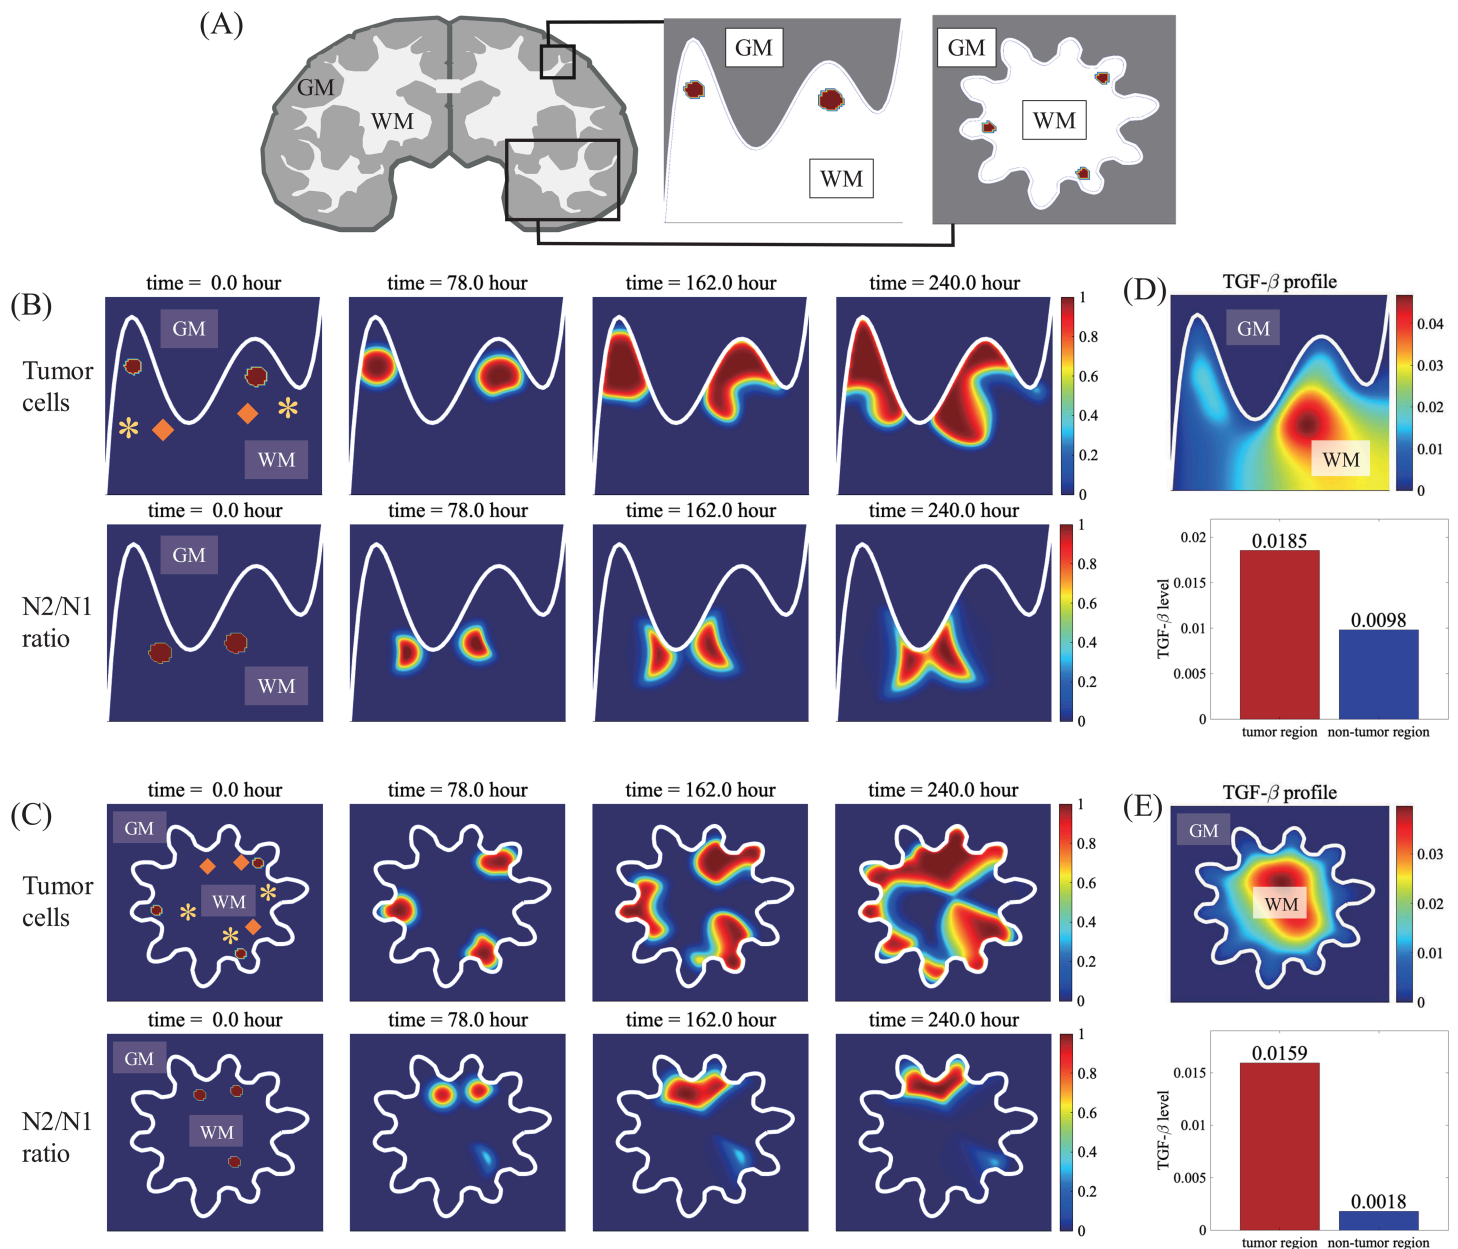 (A)
GM
WM
GM
WM
GM
WM
(B)
time = 0.0 hour
time = 78.0 hour
time = 162.0 hour
time = 240.0 hour
Tumor
cells
GM
WM
*
*
1
0.8
0.6
0.4
0.2
0
time = 0.0 hour
time = 78.0 hour
time = 162.0 hour
time = 240.0 hour
N2/N1
ratio
GM
WM
1
0.8
0.6
0.4
0.2
0
(D)
TGF-β profile
GM
WM
0.04
0.03
0.02
0.01
0
TGF-β level
0.02
0.015
0.01
0.005
0
0.0185
0.0098
tumor region
non-tumor region
(C)
time = 0.0 hour
time = 78.0 hour
time = 162.0 hour
time = 240.0 hour
Tumor
cells
GM
WM
*
*
*
1
0.8
0.6
0.4
0.2
0
time = 0.0 hour
time = 78.0 hour
time = 162.0 hour
time = 240.0 hour
N2/N1
ratio
GM
WM
1
0.8
0.6
0.4
0.2
0
(E)
TGF-β profile
GM
WM
0.03
0.02
0.01
0
TGF-β level
0.015
0.01
0.005
0
0.0159
0.0018
tumor region
non-tumor region